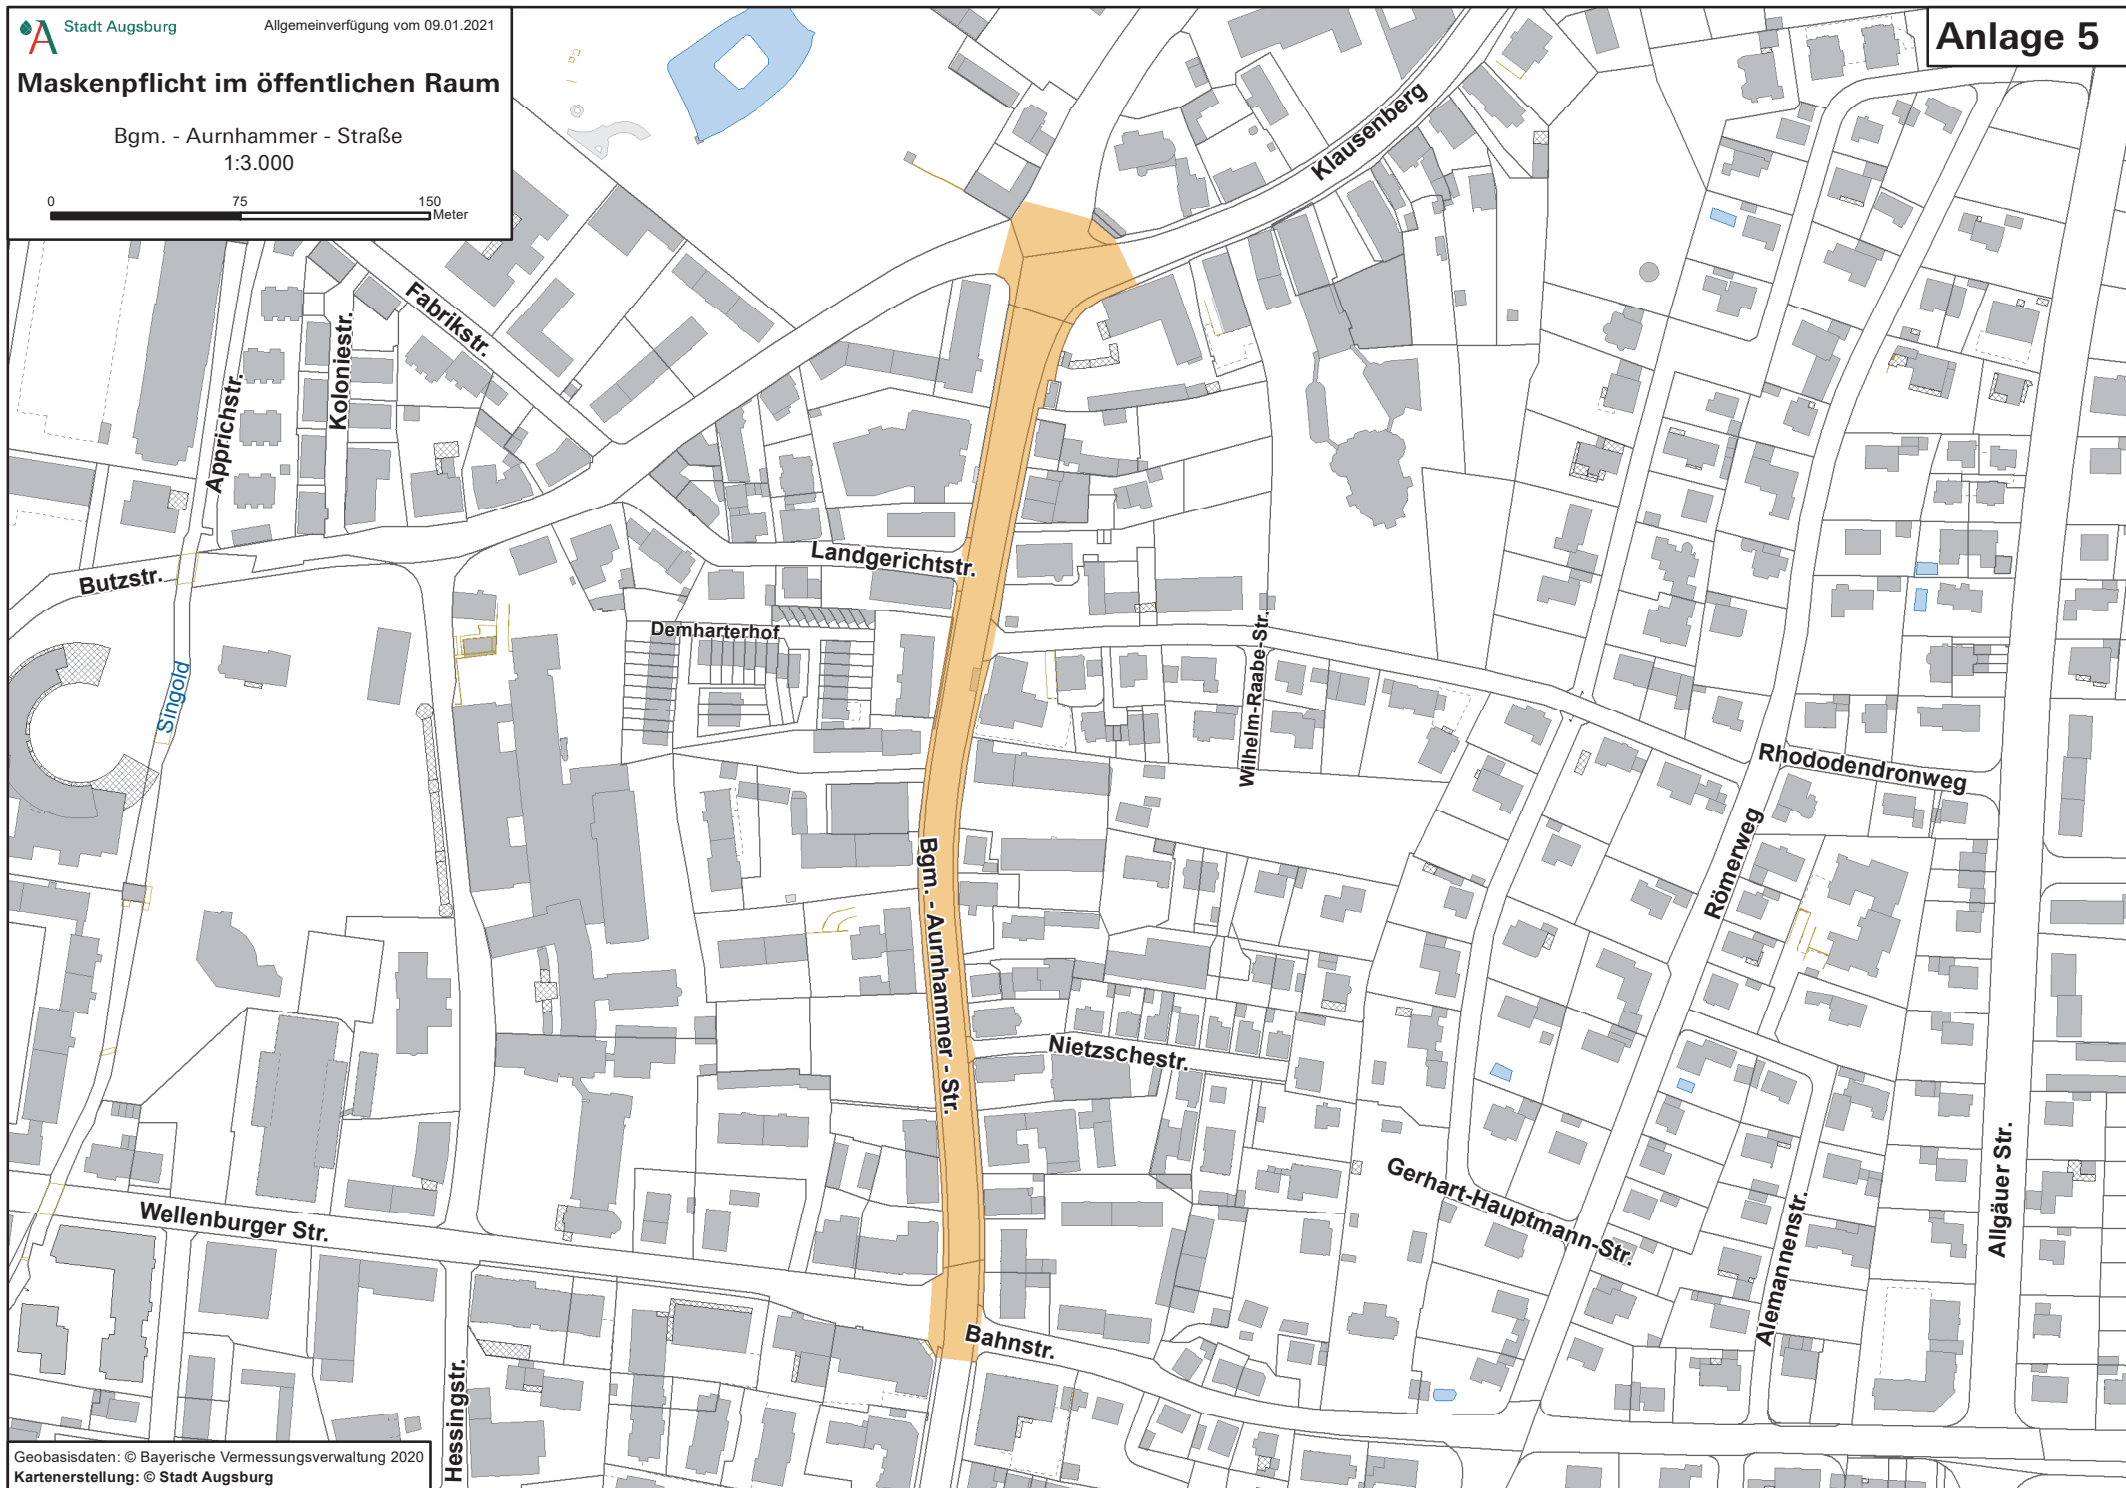 Stadt Augsburg
Allgemeinverfügung vom 09.01.2021
Maskenpflicht im öffentlichen Raum
Bgm. - Aurnhammer - Straße
1:3.000
0 75 150
Meter
Anlage 5
Klausenberg
Fabrikstr.
Koloniestr.
Apprichstr.
Butzstr.
Landgerichtstr.
Demharterhof
Singold
Wilhelm-Raabe-Str.
Rhododendronweg
Römerweg
Bgm. - Aurnhammer - Str.
Nietzschestr.
Gerhart-Hauptmann-Str.
Wellenburger Str.
Alemannenstr.
Allgäuer Str.
Bahnstr.
Hessingstr.
Geobasisdaten: © Bayerische Vermessungsverwaltung 2020
Kartenerstellung: © Stadt Augsburg